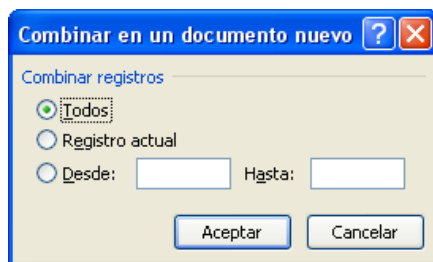 Combinar en un documento nuevo
Combinar registros
Todos
Registro actual
Desde: Hasta:
Aceptar Cancelar